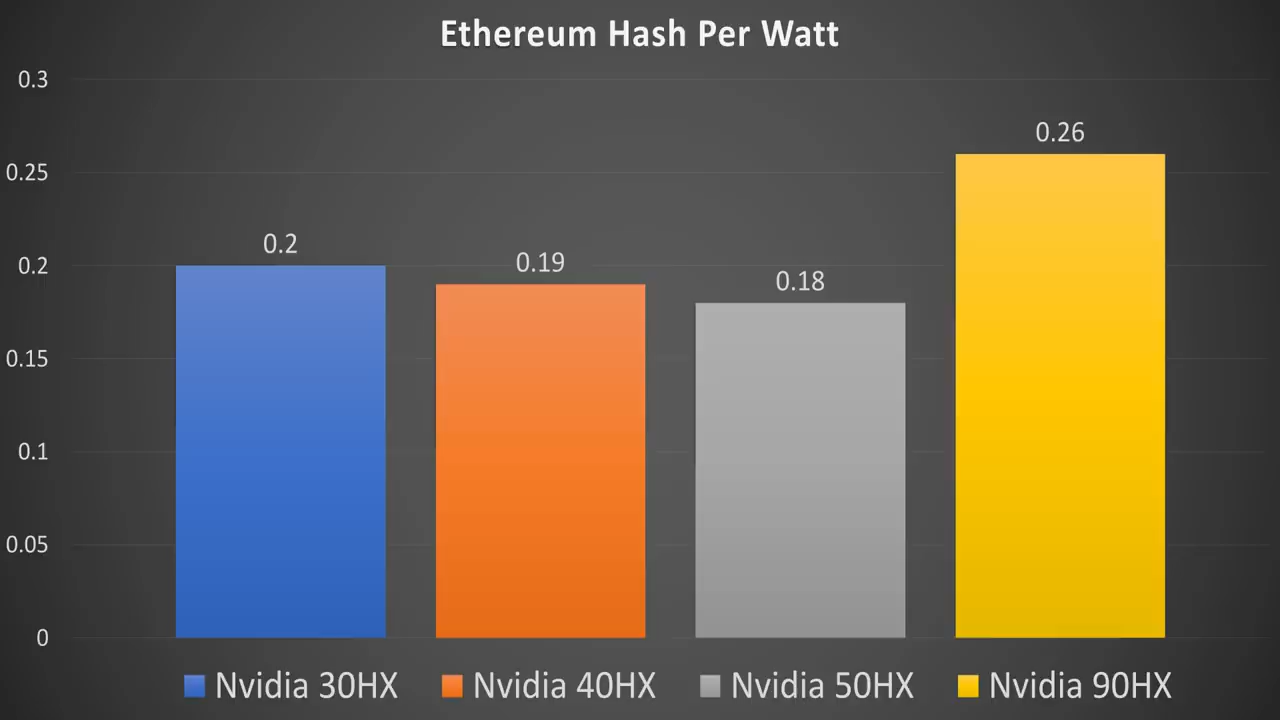 Ethereum Hash Per Watt
0.3
0.25
0.2
0.15
0.1
0.05
0
0.2
0.19
0.18
0.26
Nvidia 30HX
Nvidia 40HX
Nvidia 50HX
Nvidia 90HX